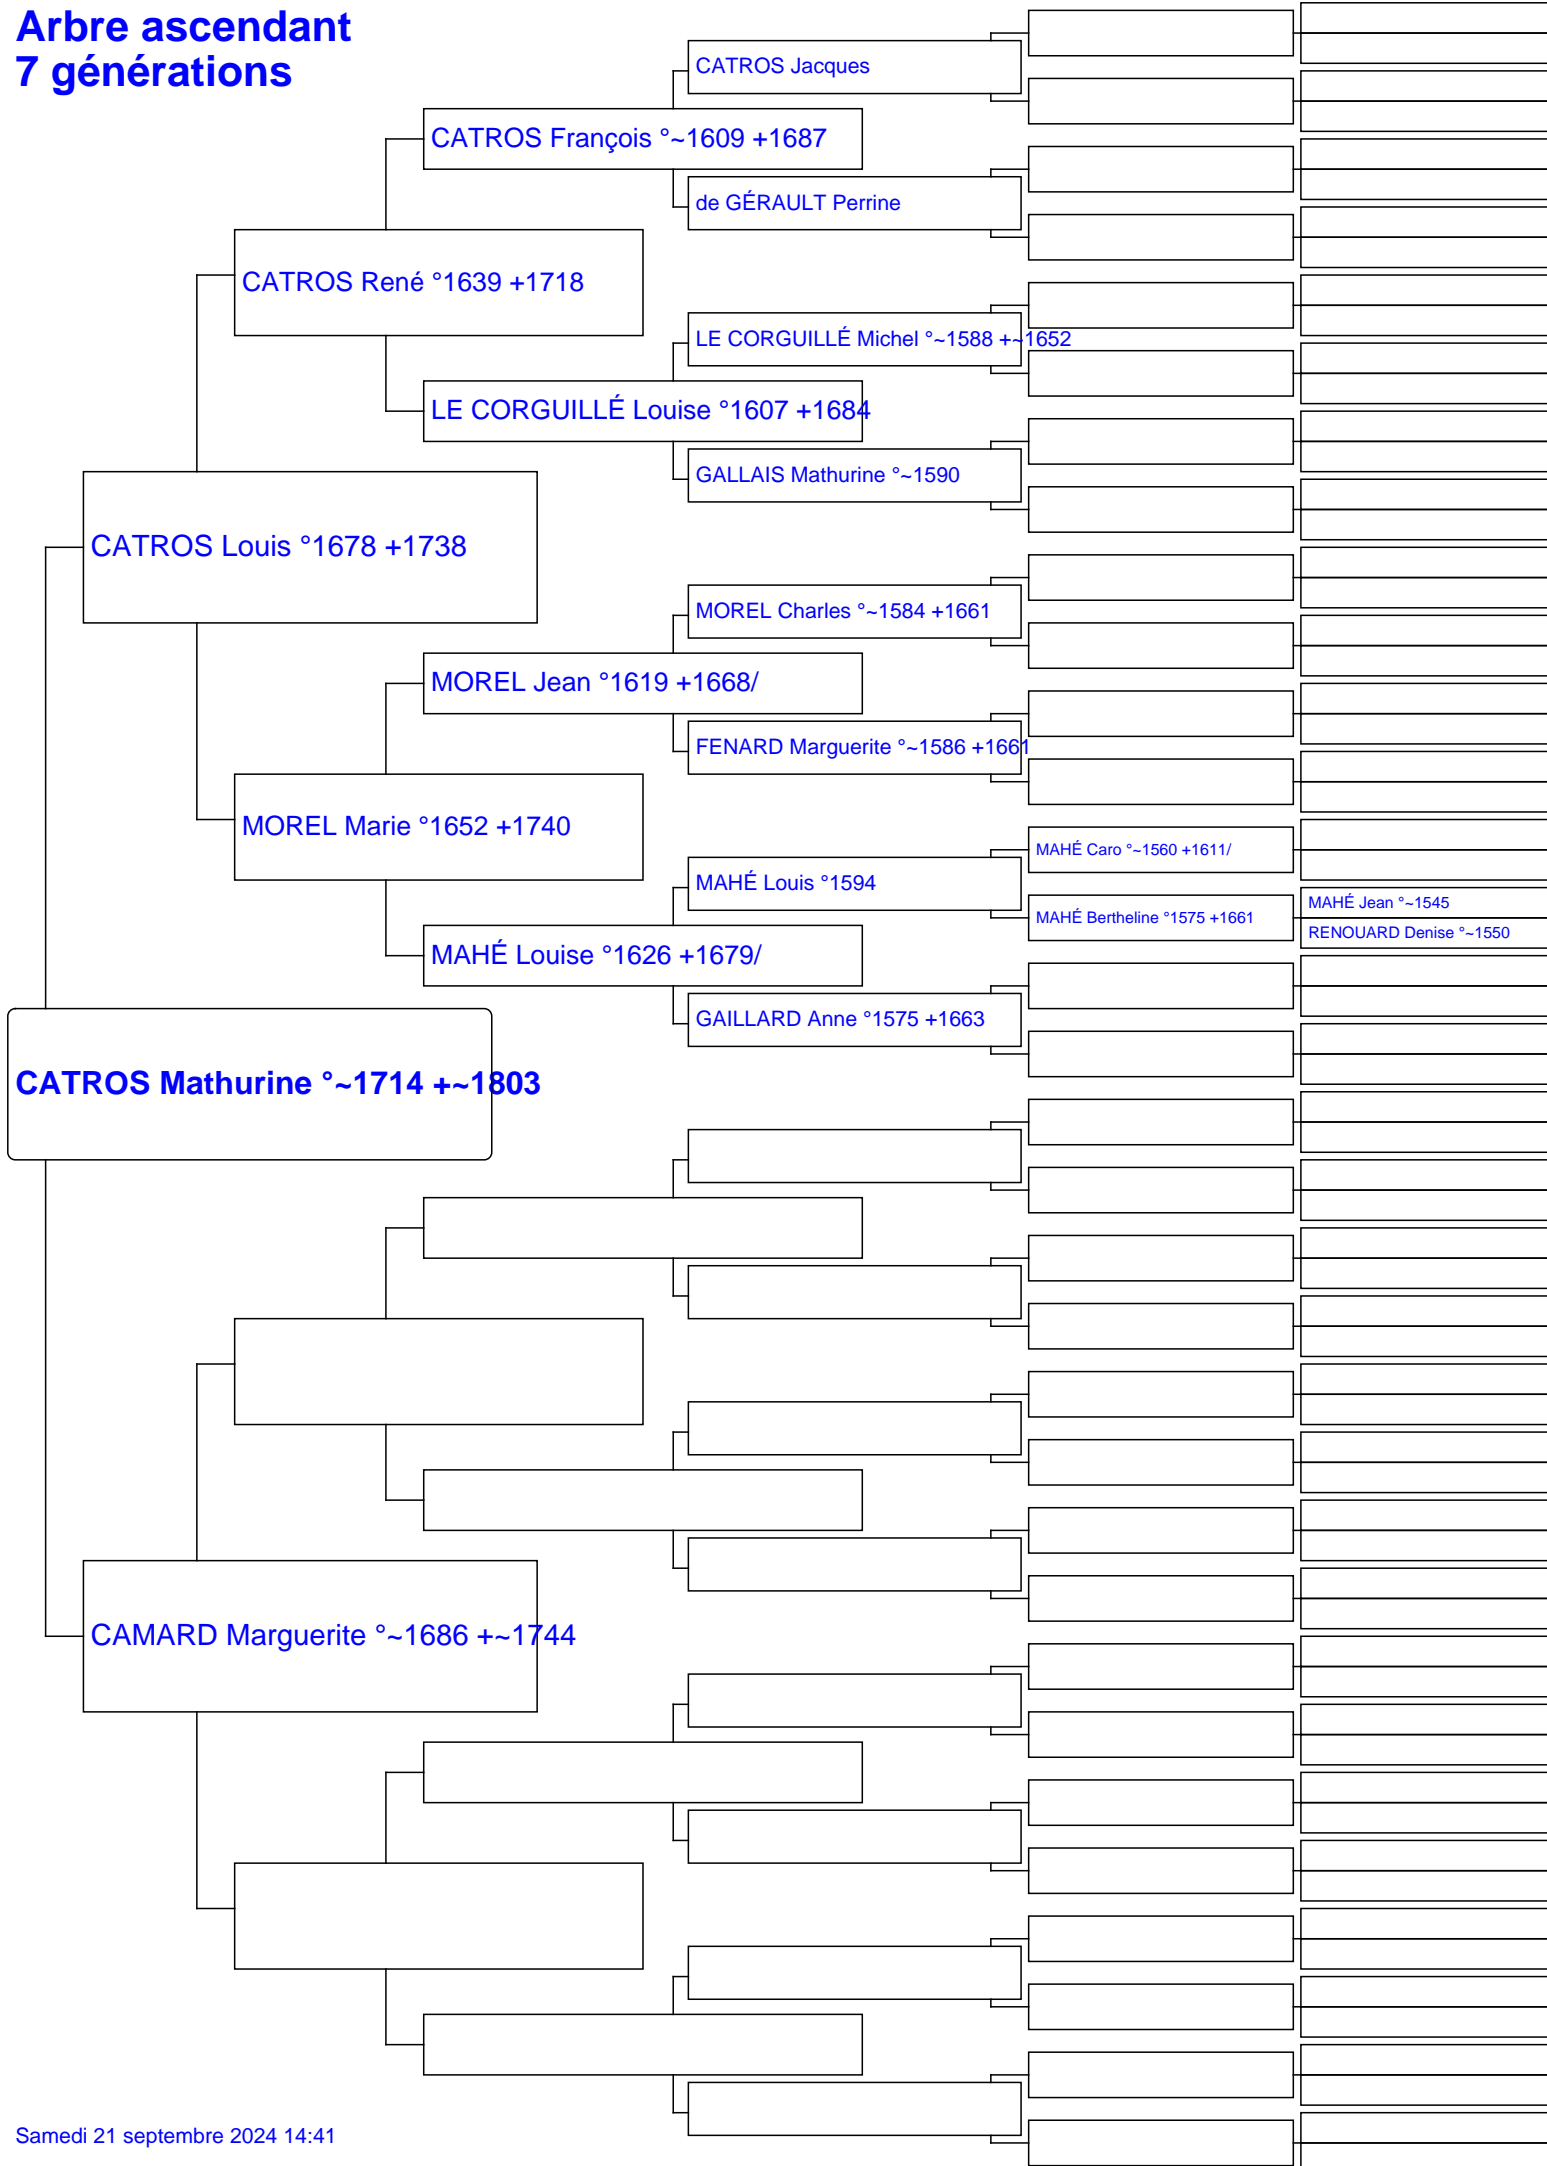 Arbre ascendant
7 générations
CATROS Jacques
CATROS François °~1609 +1687
de GÉRAULT Perrine
CATROS René °1639 +1718
LE CORGUILLÉ Michel °~1588 +~1652
LE CORGUILLÉ Louise °1607 +1684
GALLAIS Mathurine °~1590
CATROS Louis °1678 +1738
MOREL Charles °~1584 +1661
MOREL Jean °1619 +1668/
FENARD Marguerite °~1586 +1661
MOREL Marie °1652 +1740
MAHÉ Caro °~1560 +1611/
MAHÉ Louis °1594
MAHÉ Jean °~1545
MAHÉ Bertheline °1575 +1661
RENOUARD Denise °~1550
MAHÉ Louise °1626 +1679/
GAILLARD Anne °1575 +1663
CATROS Mathurine °~1714 +~1803
CAMARD Marguerite °~1686 +~1744
Samedi 21 septembre 2024 14:41